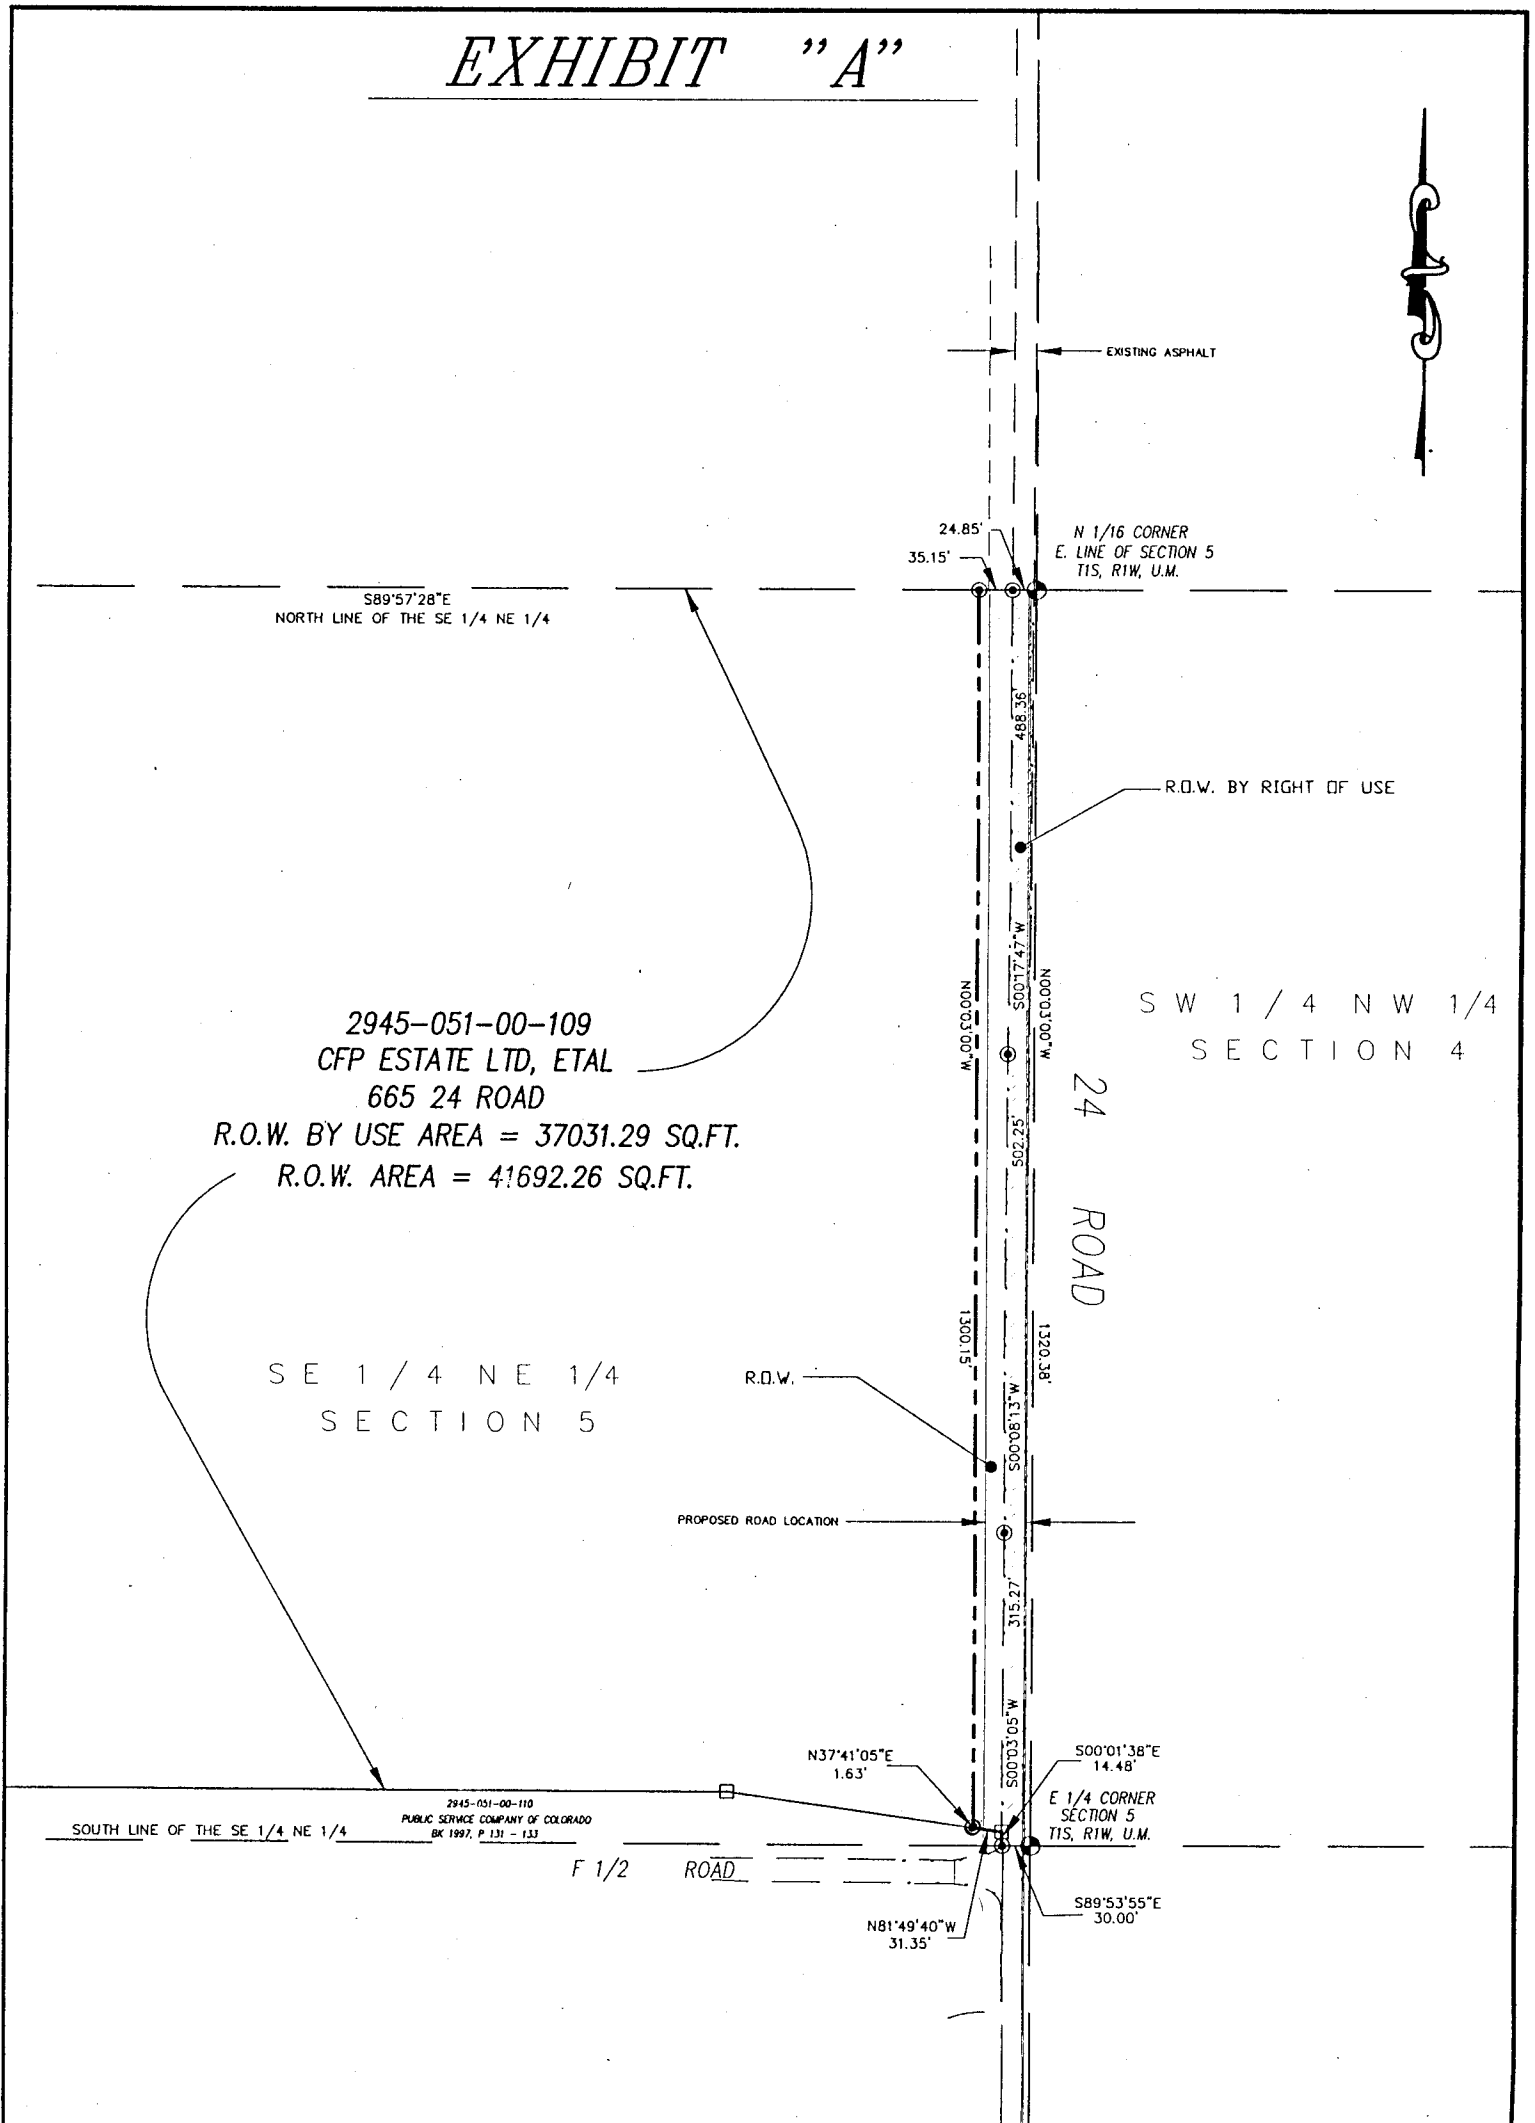 EXHIBIT "A"
EXISTING ASPHALT
24.85'
35.15'
N 1/16 CORNER
E. LINE OF SECTION 5
T1S, R1W, U.M.
S89°57'28"E
NORTH LINE OF THE SE 1/4 NE 1/4
488.36'
R.O.W. BY RIGHT OF USE
S00°17'47"W
N00°03'00"W
N00°03'00"W
SW 1/4 NW 1/4
SECTION 4
2945-051-00-109
CFP ESTATE LTD, ETAL
665 24 ROAD
R.O.W. BY USE AREA = 37031.29 SQ.FT.
R.O.W. AREA = 41692.26 SQ.FT.
24 ROAD
502.25'
1300.15'
1320.38'
SE 1/4 NE 1/4
SECTION 5
R.O.W.
S00°08'13"W
PROPOSED ROAD LOCATION
315.27'
S00°03'05"W
N37°41'05"E
1.63'
S00°01'38"E
14.48'
E 1/4 CORNER
SECTION 5
T1S, R1W, U.M.
2945-051-00-110
PUBLIC SERVICE COMPANY OF COLORADO
BK 1997, P 131 - 133
SOUTH LINE OF THE SE 1/4 NE 1/4
F 1/2 ROAD
S89°53'55"E
30.00'
N81°49'40"W
31.35'